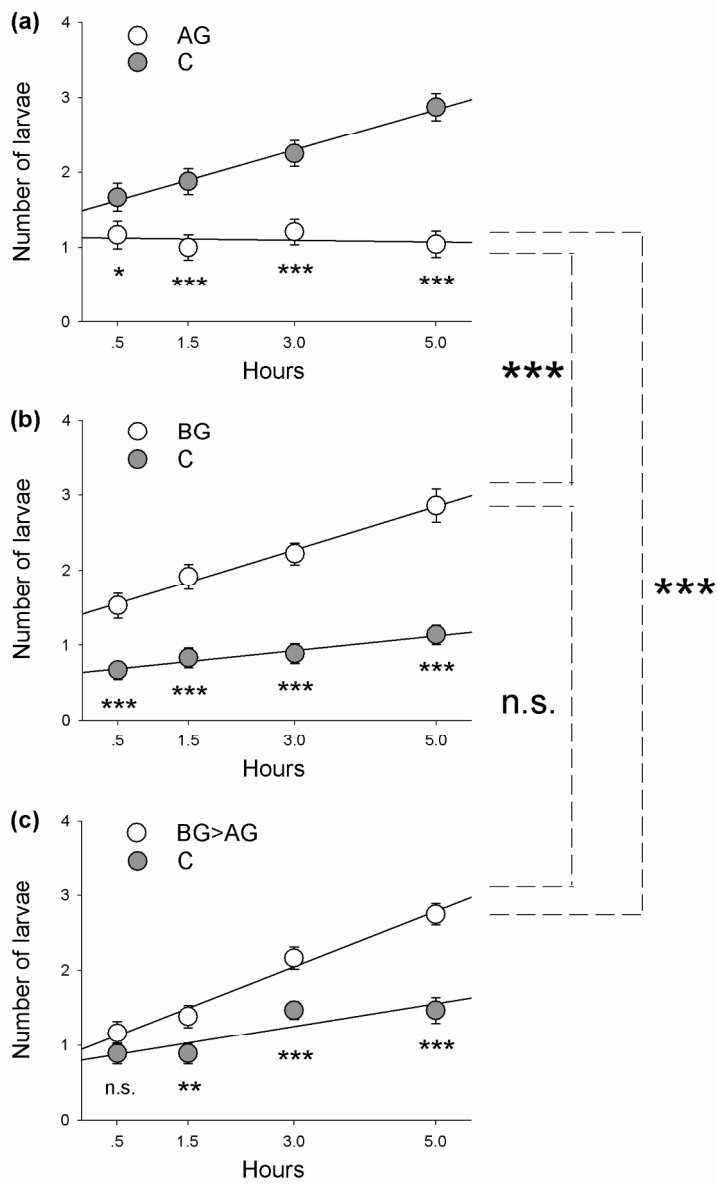 (a)
AG
C
4
3
2
1
0
Number of larvae
* *** *** ***
.5 1.5 3.0 5.0
Hours
***
(b)
BG
C
4
3
2
1
0
Number of larvae
*** *** *** ***
.5 1.5 3.0 5.0
Hours
***
n.s.
(c)
BG>AG
C
4
3
2
1
0
Number of larvae
n.s. ** *** ***
.5 1.5 3.0 5.0
Hours